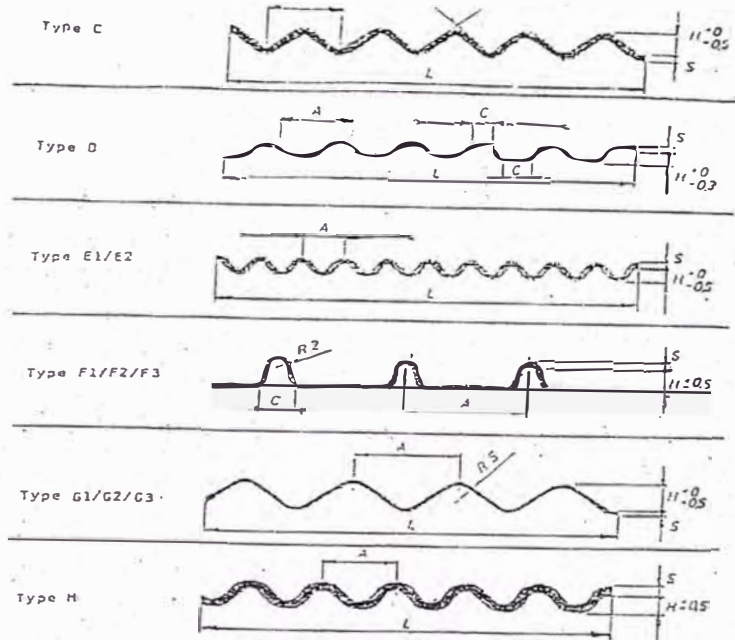 Type C
H +0
-0,5
S
L
Type D
A
C
S
C
L
H +0
-0,3
Type E1/E2
A
S
H +0
-0,5
L
Type F1/F2/F3
R2
S
H ±0,5
C
A
Type G1/G2/G3
A
R5
H +0
-0,5
L
S
Type H
A
S
H ±0,5
L